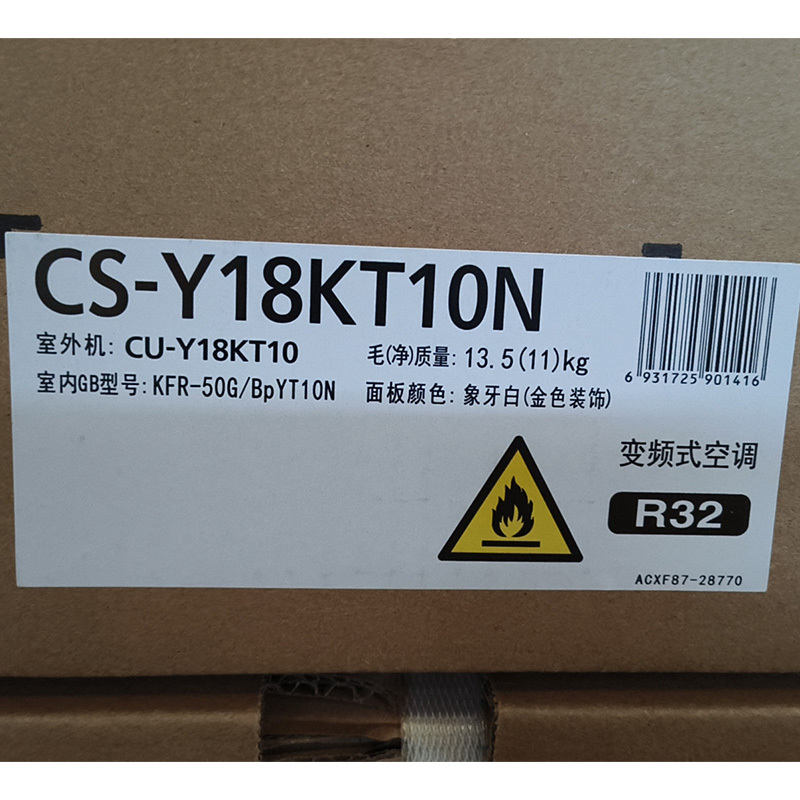 CS-Y18KT10N
室外机: CU-Y18KT10
毛(净)质量: 13.5(11)kg
室内GB型号: KFR-50G/BpYT10N
面板颜色: 象牙白(金色装饰)
6 931725 901416
变频式空调
R32
ACXF87-28770